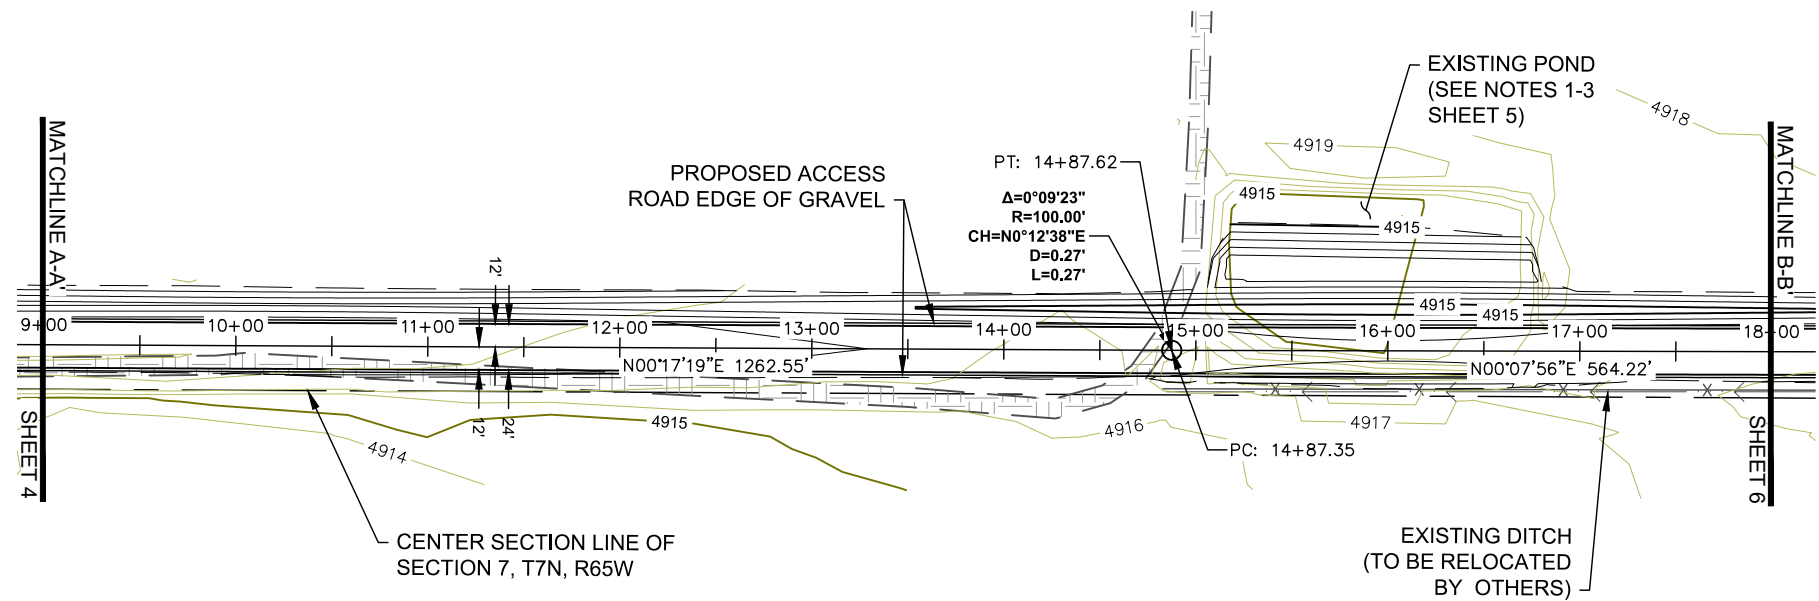 MATCHLINE A-A'
SHEET 4
PROPOSED ACCESS
ROAD EDGE OF GRAVEL
PT: 14+87.62
Δ=0°09'23"
R=100.00'
CH=N0°12'38"E
D=0.27'
L=0.27'
EXISTING POND
(SEE NOTES 1-3
SHEET 5)
4918
4919
4915
4915
4915
4915
MATCHLINE B-B'
SHEET 6
12'
9+00
10+00
11+00
12+00
13+00
14+00
15+00
16+00
17+00
18+00
N00°17'19"E 1262.55'
N00°07'56"E 564.22'
12'
24'
4914
4915
4916
4917
PC: 14+87.35
CENTER SECTION LINE OF
SECTION 7, T7N, R65W
EXISTING DITCH
(TO BE RELOCATED
BY OTHERS)